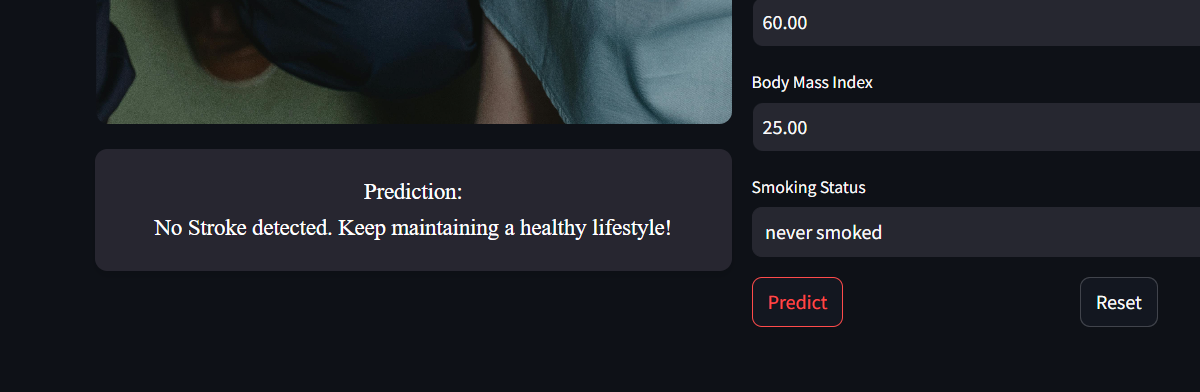 60.00
Body Mass Index
25.00
Smoking Status
never smoked
Predict
Reset
Prediction:
No Stroke detected. Keep maintaining a healthy lifestyle!